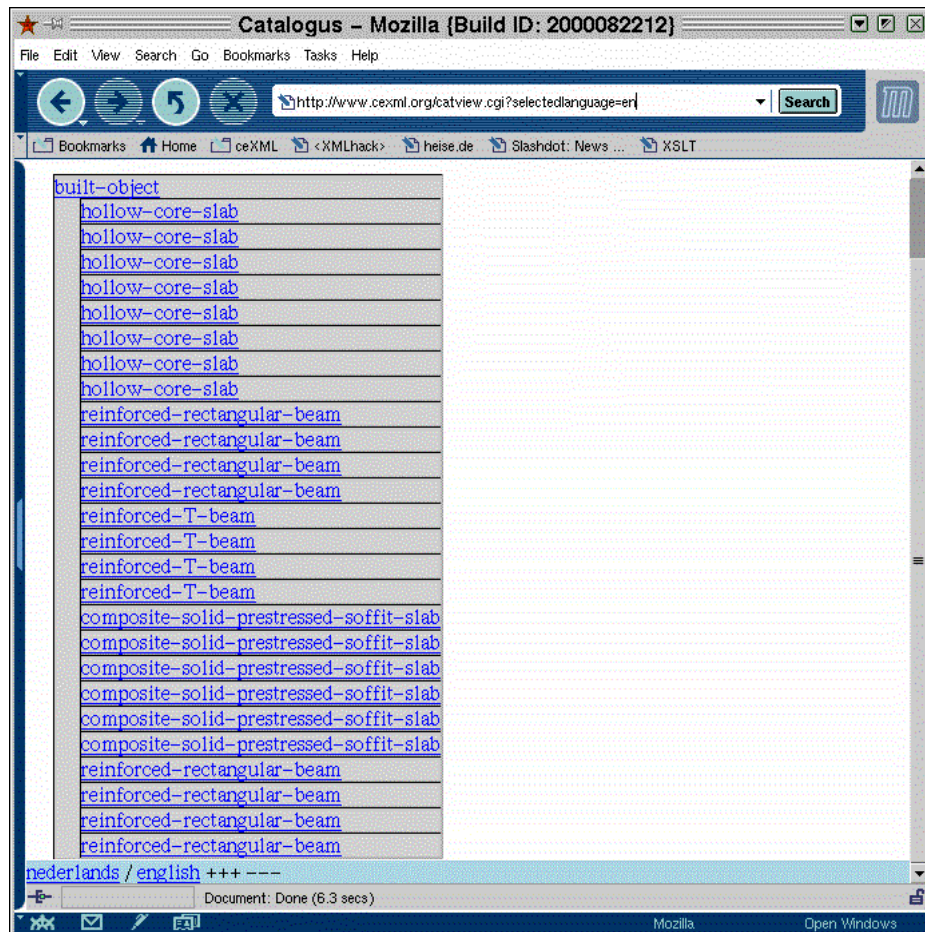 Catalogus - Mozilla {Build ID: 2000082212}
File Edit View Search Go Bookmarks Tasks Help
http://www.cexml.org/catview.cgi?selectedlanguage=en Search
Bookmarks Home ceXML <XMLhack> heise.de Slashdot: News ... XSLT
built-object
hollow-core-slab
hollow-core-slab
hollow-core-slab
hollow-core-slab
hollow-core-slab
hollow-core-slab
hollow-core-slab
hollow-core-slab
reinforced-rectangular-beam
reinforced-rectangular-beam
reinforced-rectangular-beam
reinforced-rectangular-beam
reinforced-T-beam
reinforced-T-beam
reinforced-T-beam
reinforced-T-beam
composite-solid-prestressed-soffit-slab
composite-solid-prestressed-soffit-slab
composite-solid-prestressed-soffit-slab
composite-solid-prestressed-soffit-slab
composite-solid-prestressed-soffit-slab
composite-solid-prestressed-soffit-slab
reinforced-rectangular-beam
reinforced-rectangular-beam
reinforced-rectangular-beam
reinforced-rectangular-beam
nederlands / english +++ ---
Document: Done (6.3 secs)
Mozilla Open Windows